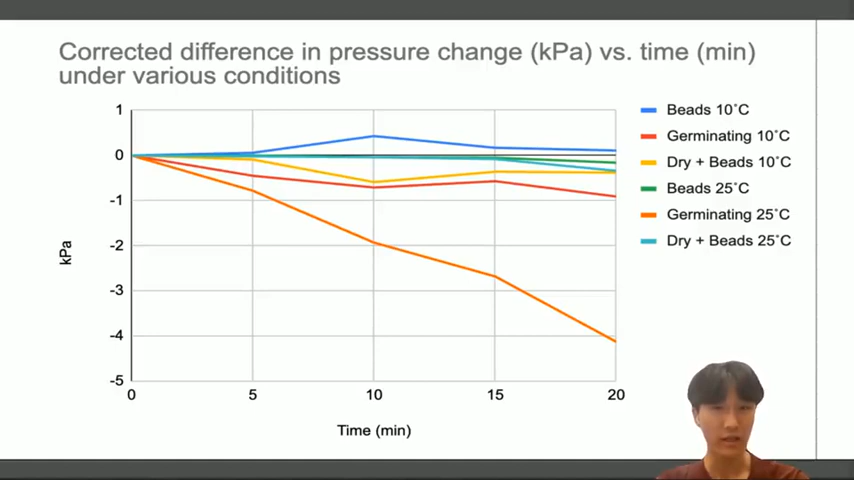 Corrected difference in pressure change (kPa) vs. time (min)
under various conditions
1
0
-1
-2
-3
-4
-5
kPa
0 5 10 15 20
Time (min)
Beads 10˚C
Germinating 10˚C
Dry + Beads 10˚C
Beads 25˚C
Germinating 25˚C
Dry + Beads 25˚C